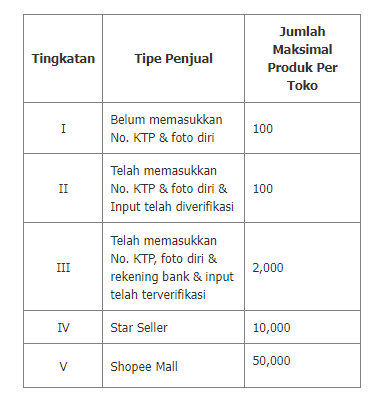 Tingkatan
Tipe Penjual
Jumlah
Maksimal
Produk Per
Toko
I
Belum memasukkan
No. KTP & foto diri
100
II
Telah memasukkan
No. KTP & foto diri &
Input telah diverifikasi
100
III
Telah memasukkan
No. KTP, foto diri &
rekening bank & input
telah terverifikasi
2,000
IV
Star Seller
10,000
V
Shopee Mall
50,000